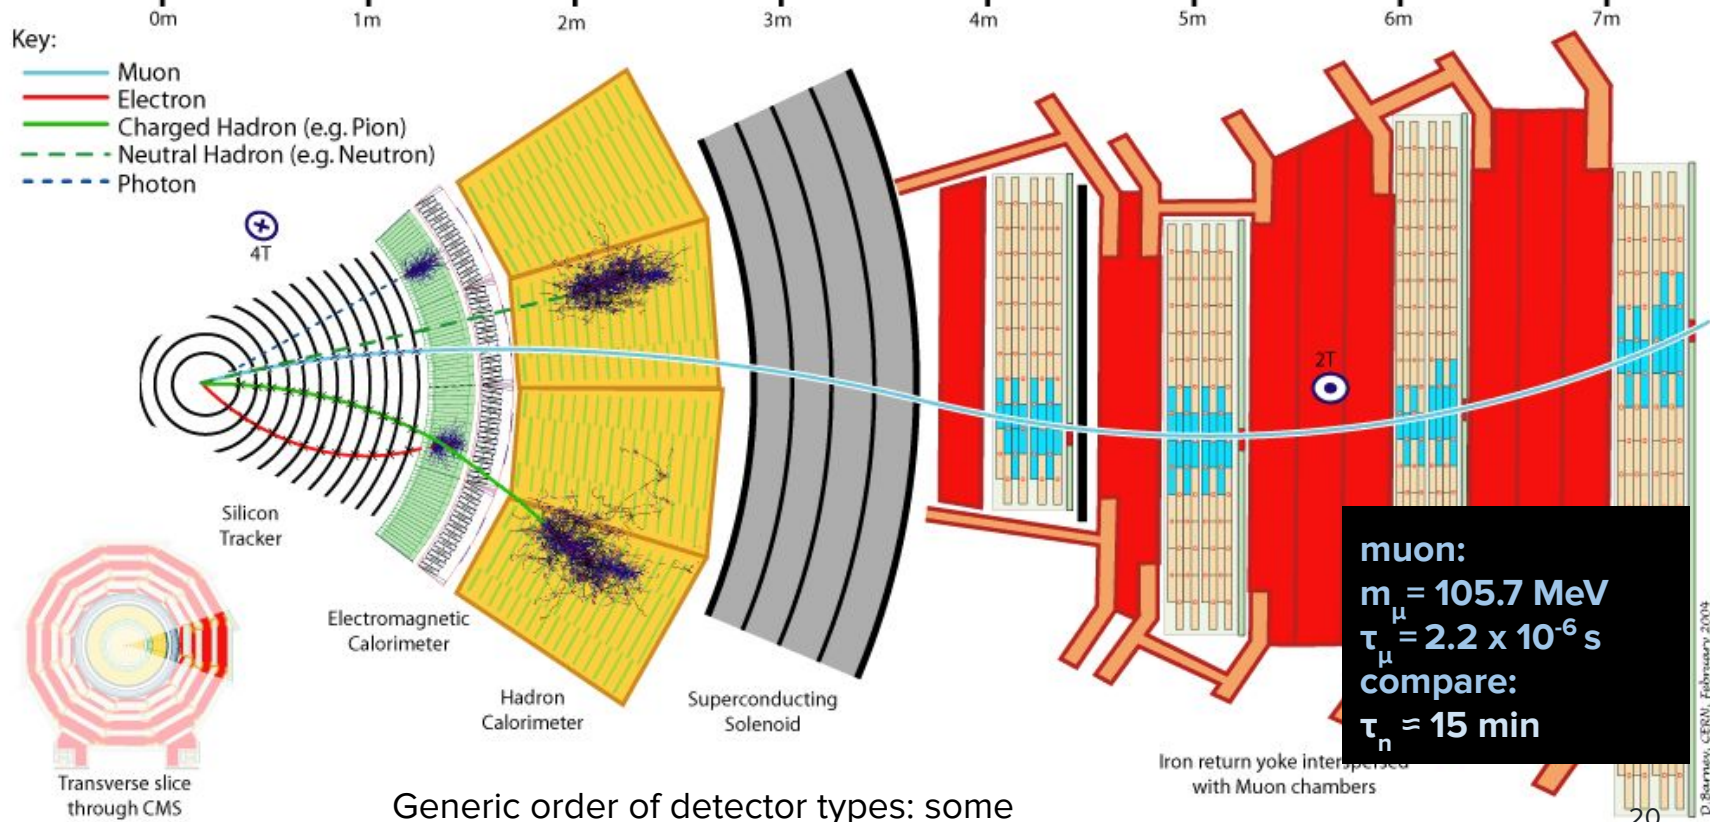 0m 1m 2m 3m 4m 5m 6m 7m
Key:
Muon
Electron
Charged Hadron (e.g. Pion)
Neutral Hadron (e.g. Neutron)
Photon
4T
2T
Silicon
Tracker
Electromagnetic
Calorimeter
Hadron
Calorimeter
Superconducting
Solenoid
Iron return yoke interspersed
with Muon chambers
Transverse slice
through CMS
muon:
mμ = 105.7 MeV
τμ = 2.2 x 10⁻⁶ s
compare:
τn ≈ 15 min
D.Barney, CERN, February 2004
Generic order of detector types: some
20